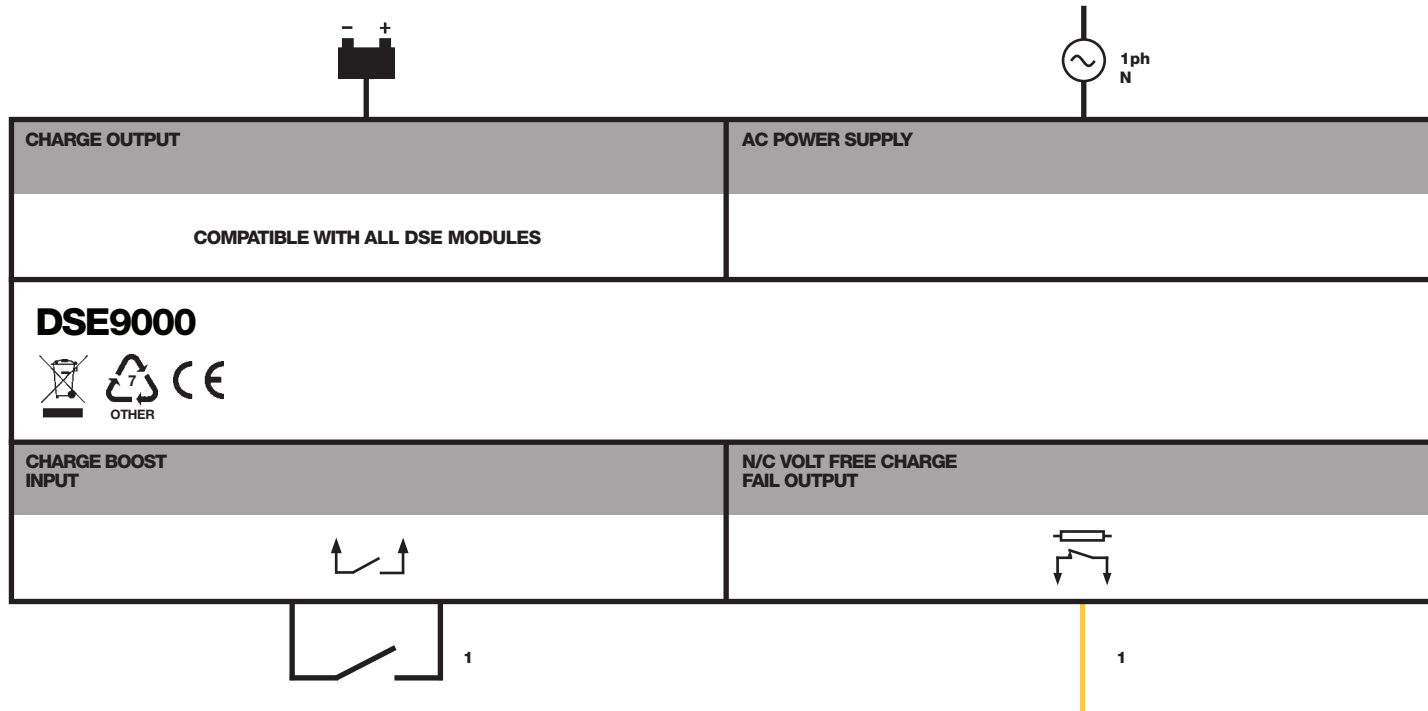 − +
1ph
N
CHARGE OUTPUT
AC POWER SUPPLY
COMPATIBLE WITH ALL DSE MODULES
DSE9000
7
CE
OTHER
CHARGE BOOST
INPUT
N/C VOLT FREE CHARGE
FAIL OUTPUT
1
1